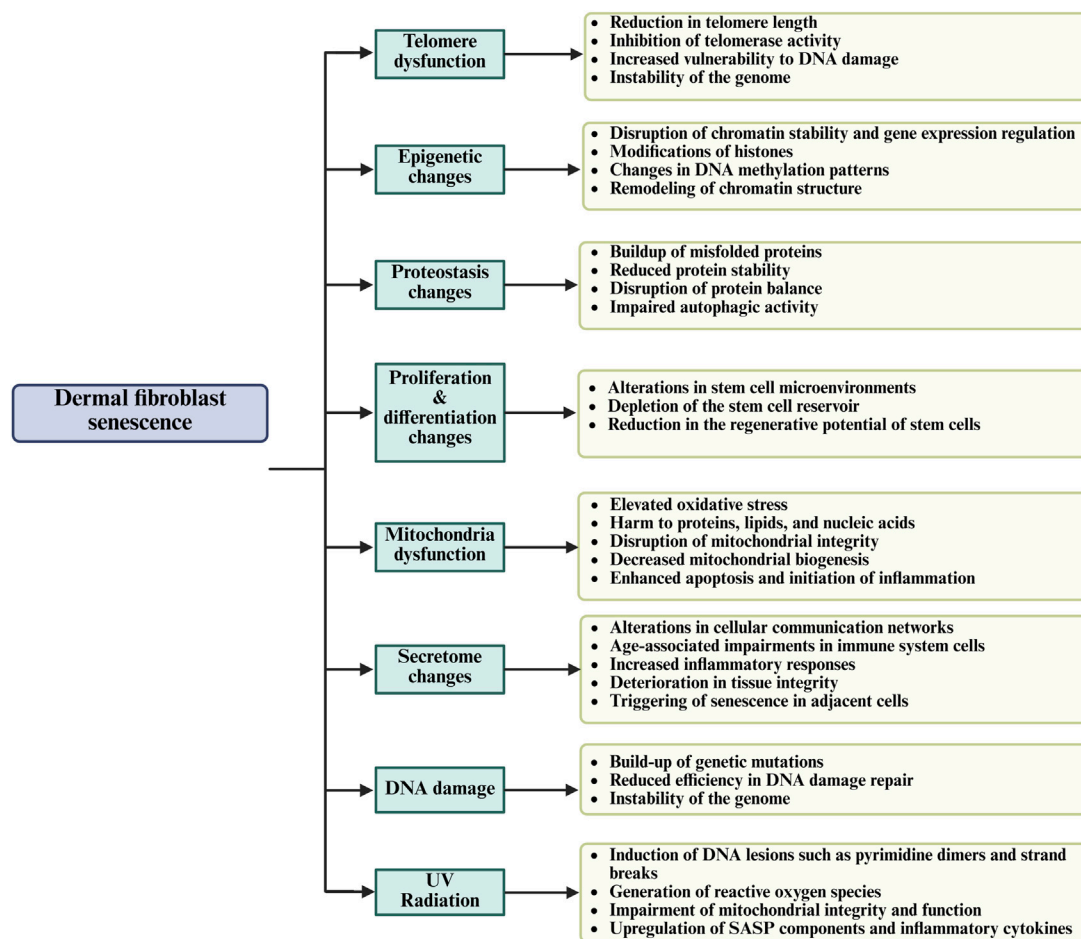 Dermal fibroblast
senescence
Telomere
dysfunction
• Reduction in telomere length
• Inhibition of telomerase activity
• Increased vulnerability to DNA damage
• Instability of the genome
Epigenetic
changes
• Disruption of chromatin stability and gene expression regulation
• Modifications of histones
• Changes in DNA methylation patterns
• Remodeling of chromatin structure
Proteostasis
changes
• Buildup of misfolded proteins
• Reduced protein stability
• Disruption of protein balance
• Impaired autophagic activity
Proliferation
&
differentiation
changes
• Alterations in stem cell microenvironments
• Depletion of the stem cell reservoir
• Reduction in the regenerative potential of stem cells
Mitochondria
dysfunction
• Elevated oxidative stress
• Harm to proteins, lipids, and nucleic acids
• Disruption of mitochondrial integrity
• Decreased mitochondrial biogenesis
• Enhanced apoptosis and initiation of inflammation
Secretome
changes
• Alterations in cellular communication networks
• Age-associated impairments in immune system cells
• Increased inflammatory responses
• Deterioration in tissue integrity
• Triggering of senescence in adjacent cells
DNA damage
• Build-up of genetic mutations
• Reduced efficiency in DNA damage repair
• Instability of the genome
UV
Radiation
• Induction of DNA lesions such as pyrimidine dimers and strand
breaks
• Generation of reactive oxygen species
• Impairment of mitochondrial integrity and function
• Upregulation of SASP components and inflammatory cytokines